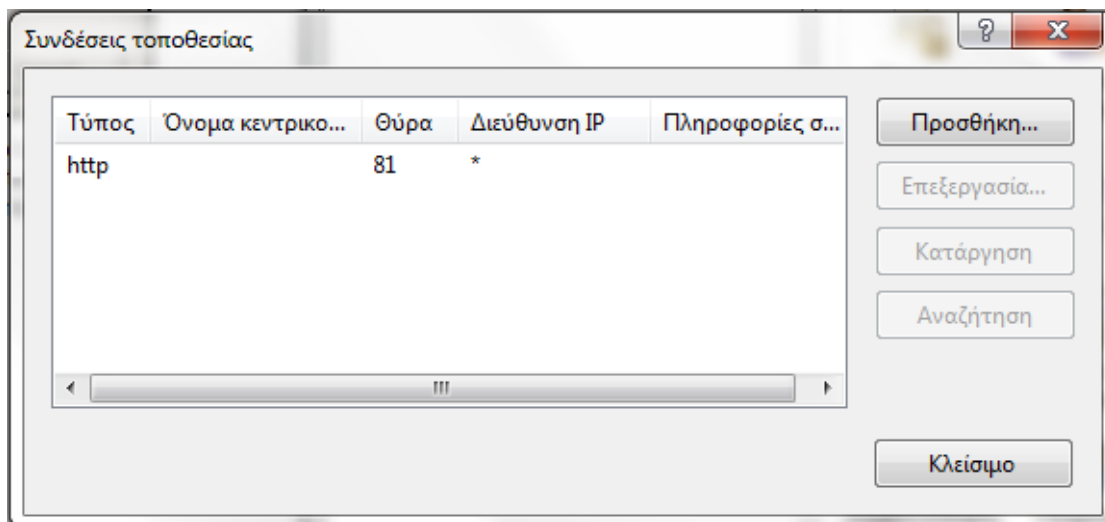 Συνδέσεις τοποθεσίας
Τύπος Όνομα κεντρικο... Θύρα Διεύθυνση IP Πληροφορίες σ...
http 81 *
Προσθήκη...
Επεξεργασία...
Κατάργηση
Αναζήτηση
Κλείσιμο